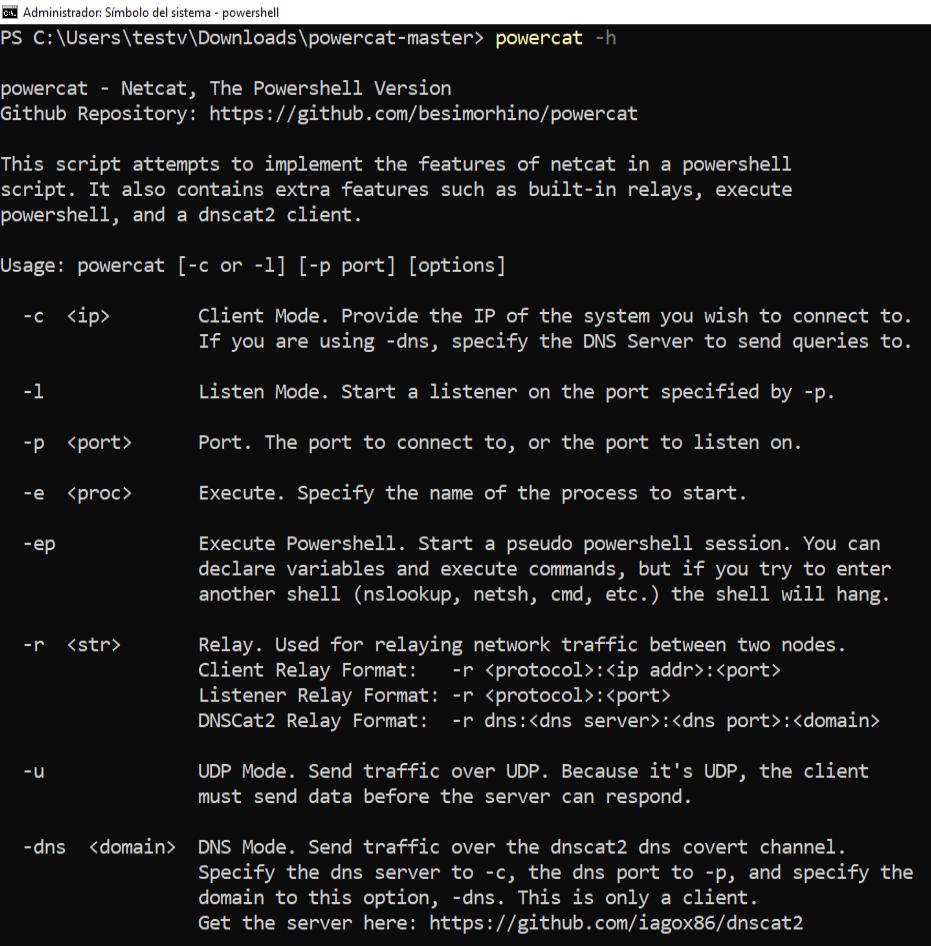 Administrador: Símbolo del sistema - powershell
PS C:\Users\testv\Downloads\powercat-master> powercat -h
powercat - Netcat, The Powershell Version
Github Repository: https://github.com/besimorhino/powercat
This script attempts to implement the features of netcat in a powershell
script. It also contains extra features such as built-in relays, execute
powershell, and a dnscat2 client.
Usage: powercat [-c or -l] [-p port] [options]
-c  <ip>        Client Mode. Provide the IP of the system you wish to connect to.
If you are using -dns, specify the DNS Server to send queries to.
-l              Listen Mode. Start a listener on the port specified by -p.
-p  <port>      Port. The port to connect to, or the port to listen on.
-e  <proc>      Execute. Specify the name of the process to start.
-ep             Execute Powershell. Start a pseudo powershell session. You can
declare variables and execute commands, but if you try to enter
another shell (nslookup, netsh, cmd, etc.) the shell will hang.
-r  <str>       Relay. Used for relaying network traffic between two nodes.
Client Relay Format:   -r <protocol>:<ip addr>:<port>
Listener Relay Format: -r <protocol>:<port>
DNSCat2 Relay Format:  -r dns:<dns server>:<dns port>:<domain>
-u              UDP Mode. Send traffic over UDP. Because it's UDP, the client
must send data before the server can respond.
-dns  <domain>  DNS Mode. Send traffic over the dnscat2 dns covert channel.
Specify the dns server to -c, the dns port to -p, and specify the
domain to this option, -dns. This is only a client.
Get the server here: https://github.com/iagox86/dnscat2